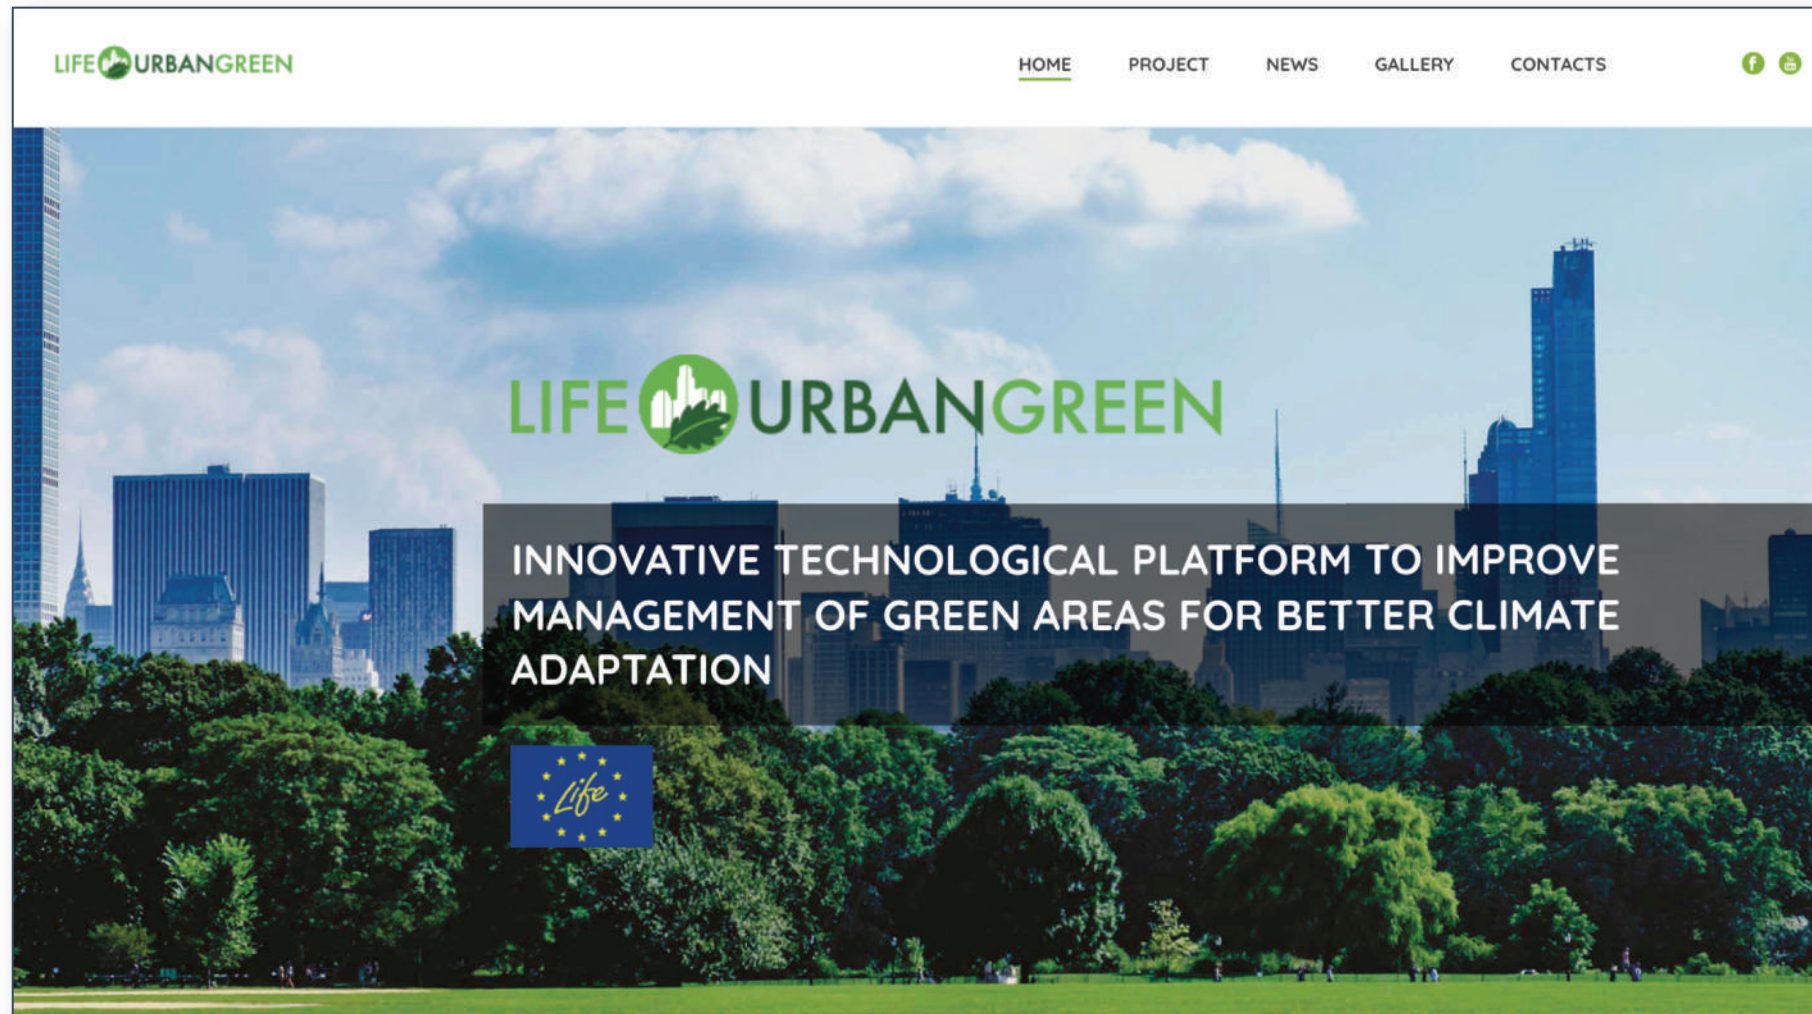 LIFE URBANGREEN
HOME PROJECT NEWS GALLERY CONTACTS
f You
LIFE URBANGREEN
INNOVATIVE TECHNOLOGICAL PLATFORM TO IMPROVE
MANAGEMENT OF GREEN AREAS FOR BETTER CLIMATE
ADAPTATION
Life